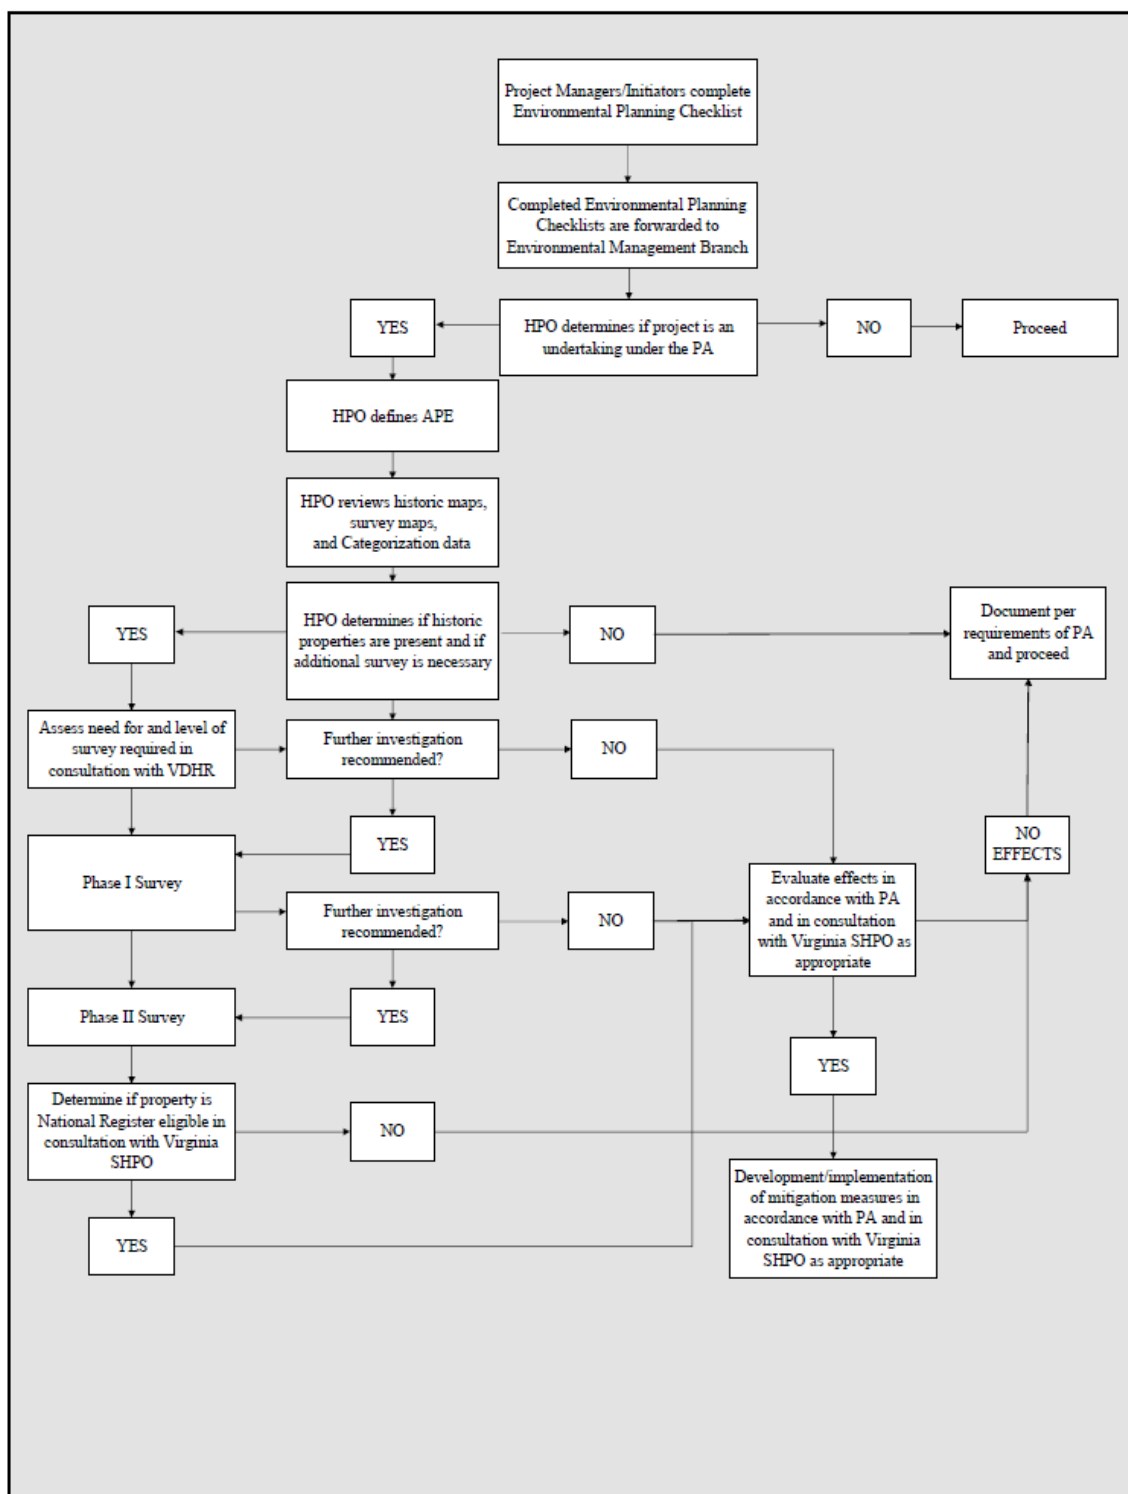 Project Managers/Initiators complete
Environmental Planning Checklist
Completed Environmental Planning
Checklists are forwarded to
Environmental Management Branch
YES
HPO determines if project is an
undertaking under the PA
NO
Proceed
HPO defines APE
HPO reviews historic maps,
survey maps,
and Categorization data
YES
HPO determines if historic
properties are present and if
additional survey is necessary
NO
Document per
requirements of PA
and proceed
Assess need for and level of
survey required in
consultation with VDHR
Further investigation
recommended?
NO
YES
NO
EFFECTS
Phase I Survey
Further investigation
recommended?
NO
Evaluate effects in
accordance with PA
and in consultation
with Virginia SHPO as
appropriate
Phase II Survey
YES
YES
Determine if property is
National Register eligible in
consultation with Virginia
SHPO
NO
Development/implementation
of mitigation measures in
accordance with PA and in
consultation with Virginia
SHPO as appropriate
YES